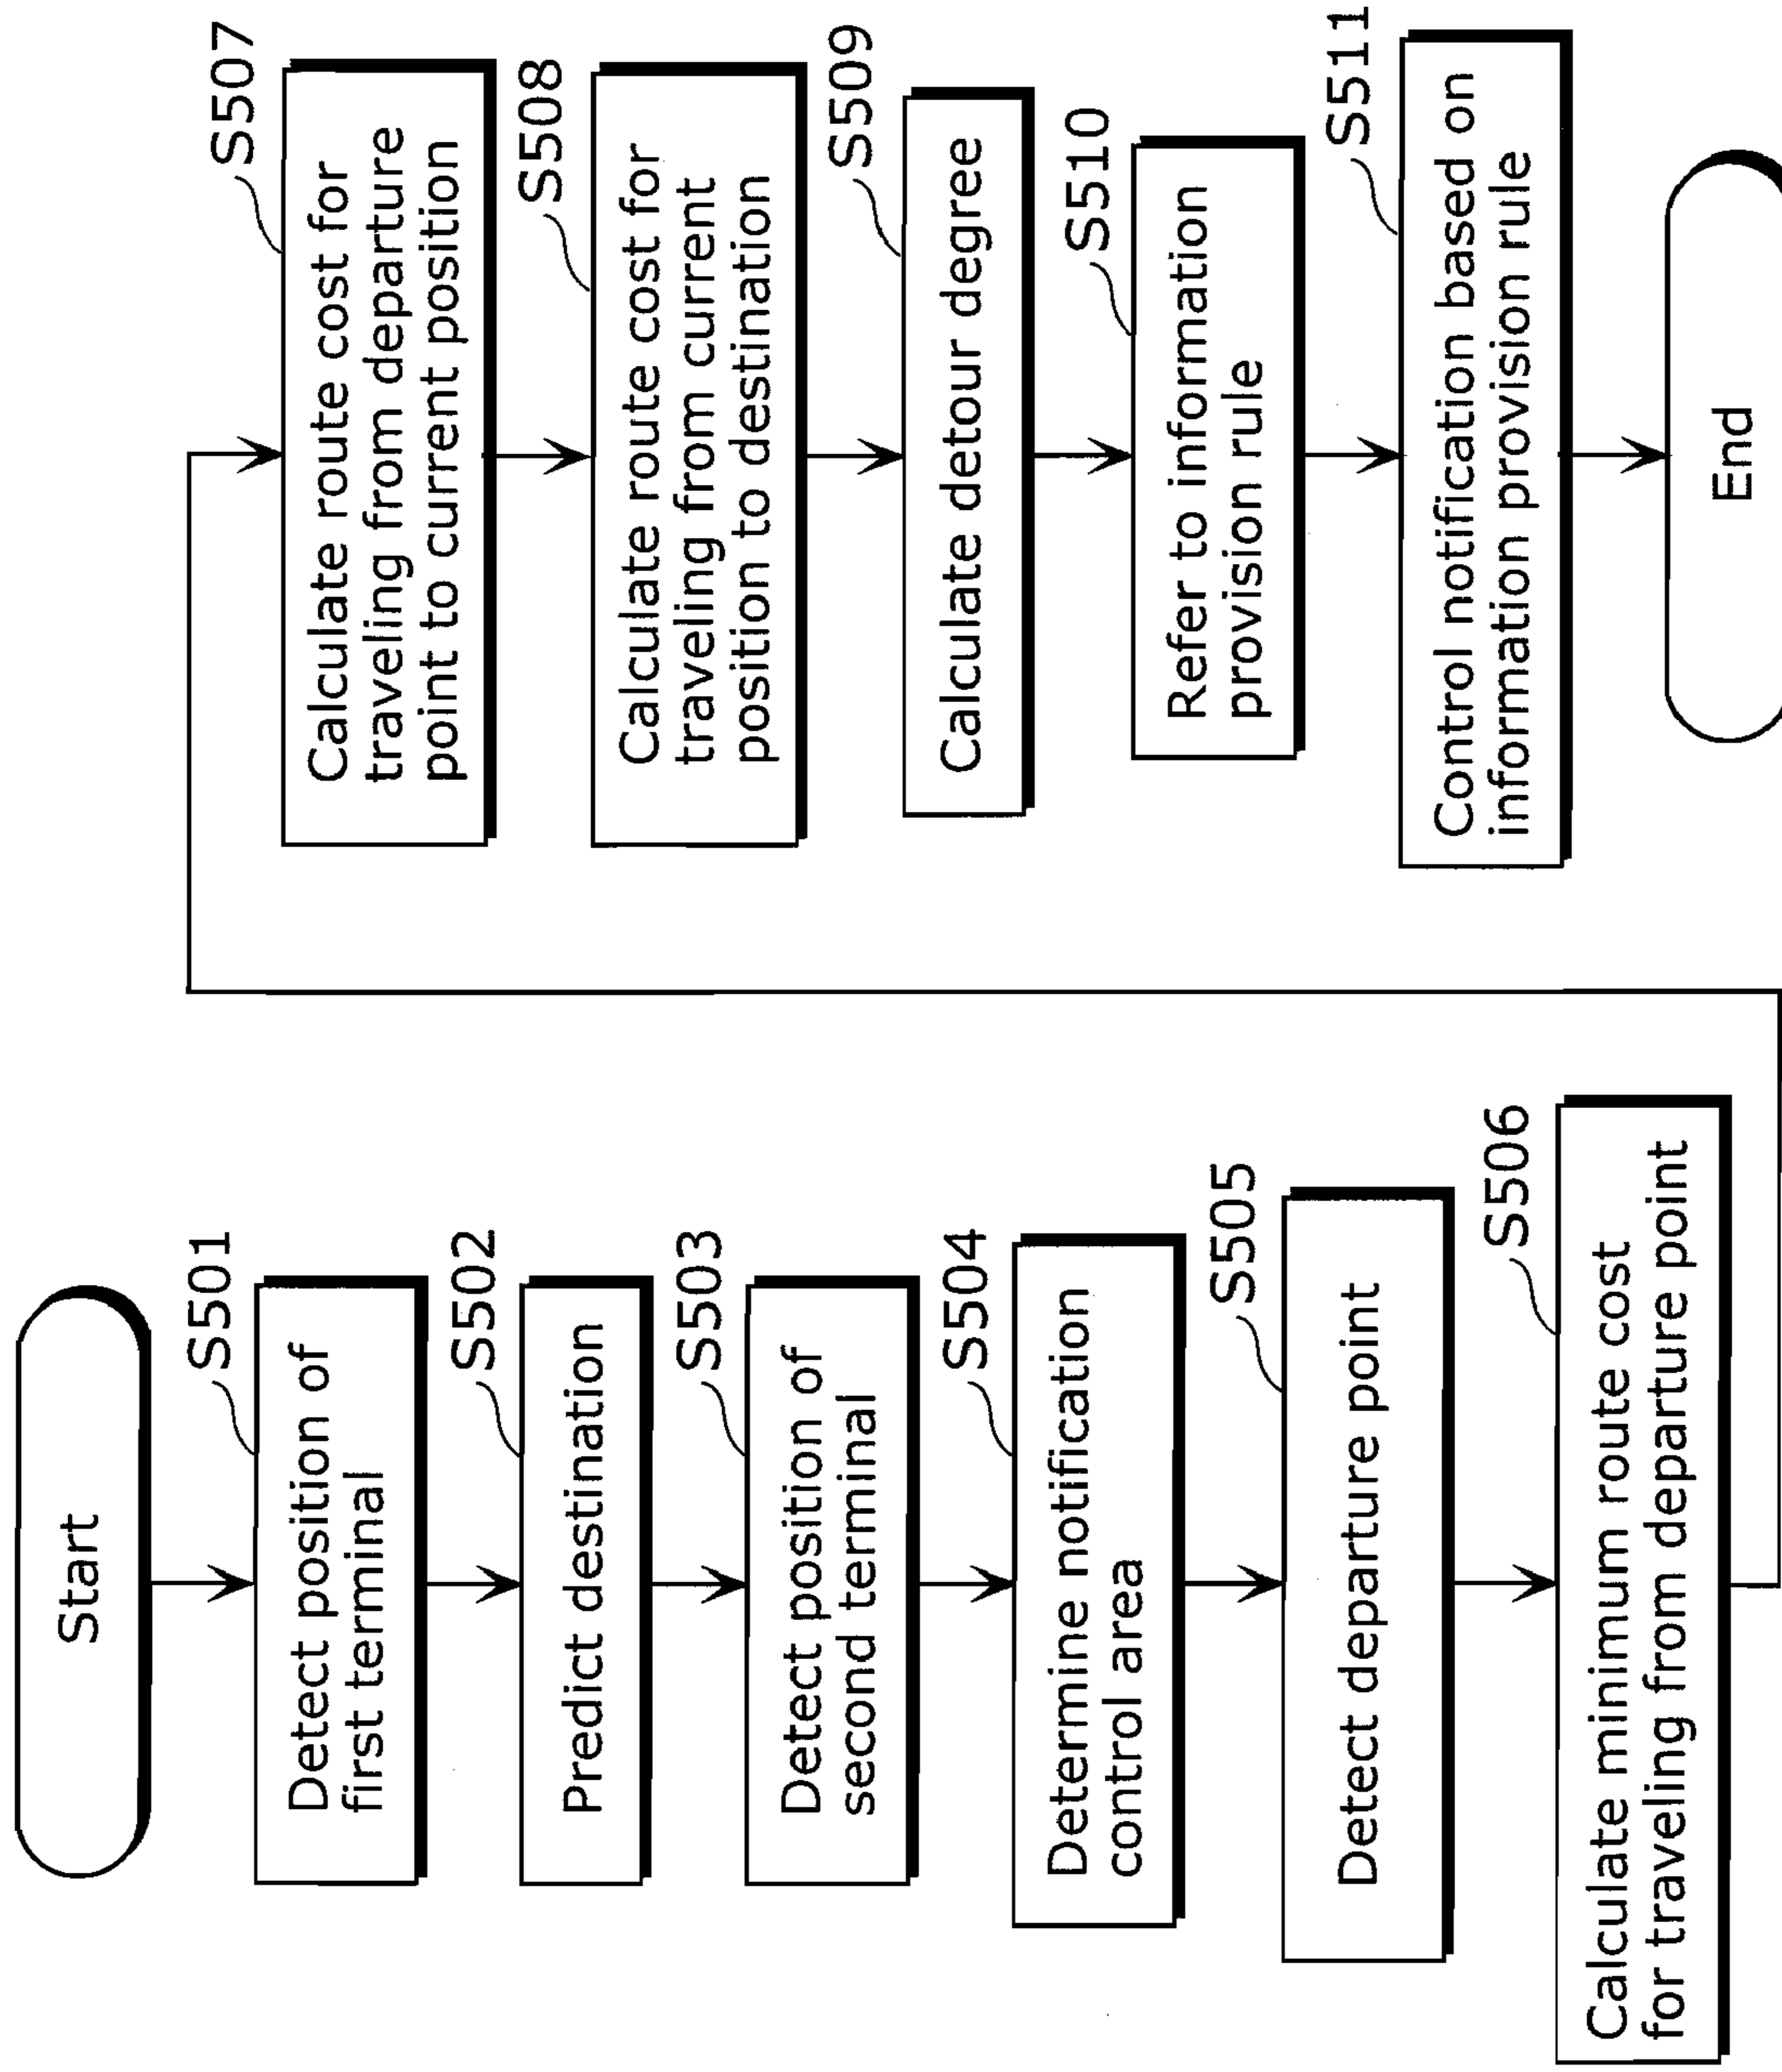 Start
S501
Detect position of
first terminal
S502
Predict destination
S503
Detect position of
second terminal
S504
Determine notification
control area
S505
Detect departure point
S506
Calculate minimum route cost
for traveling from departure point
S507
Calculate route cost for
traveling from departure
point to current position
S508
Calculate route cost for
traveling from current
position to destination
S509
Calculate detour degree
S510
Refer to information
provision rule
S511
Control notification based on
information provision rule
End